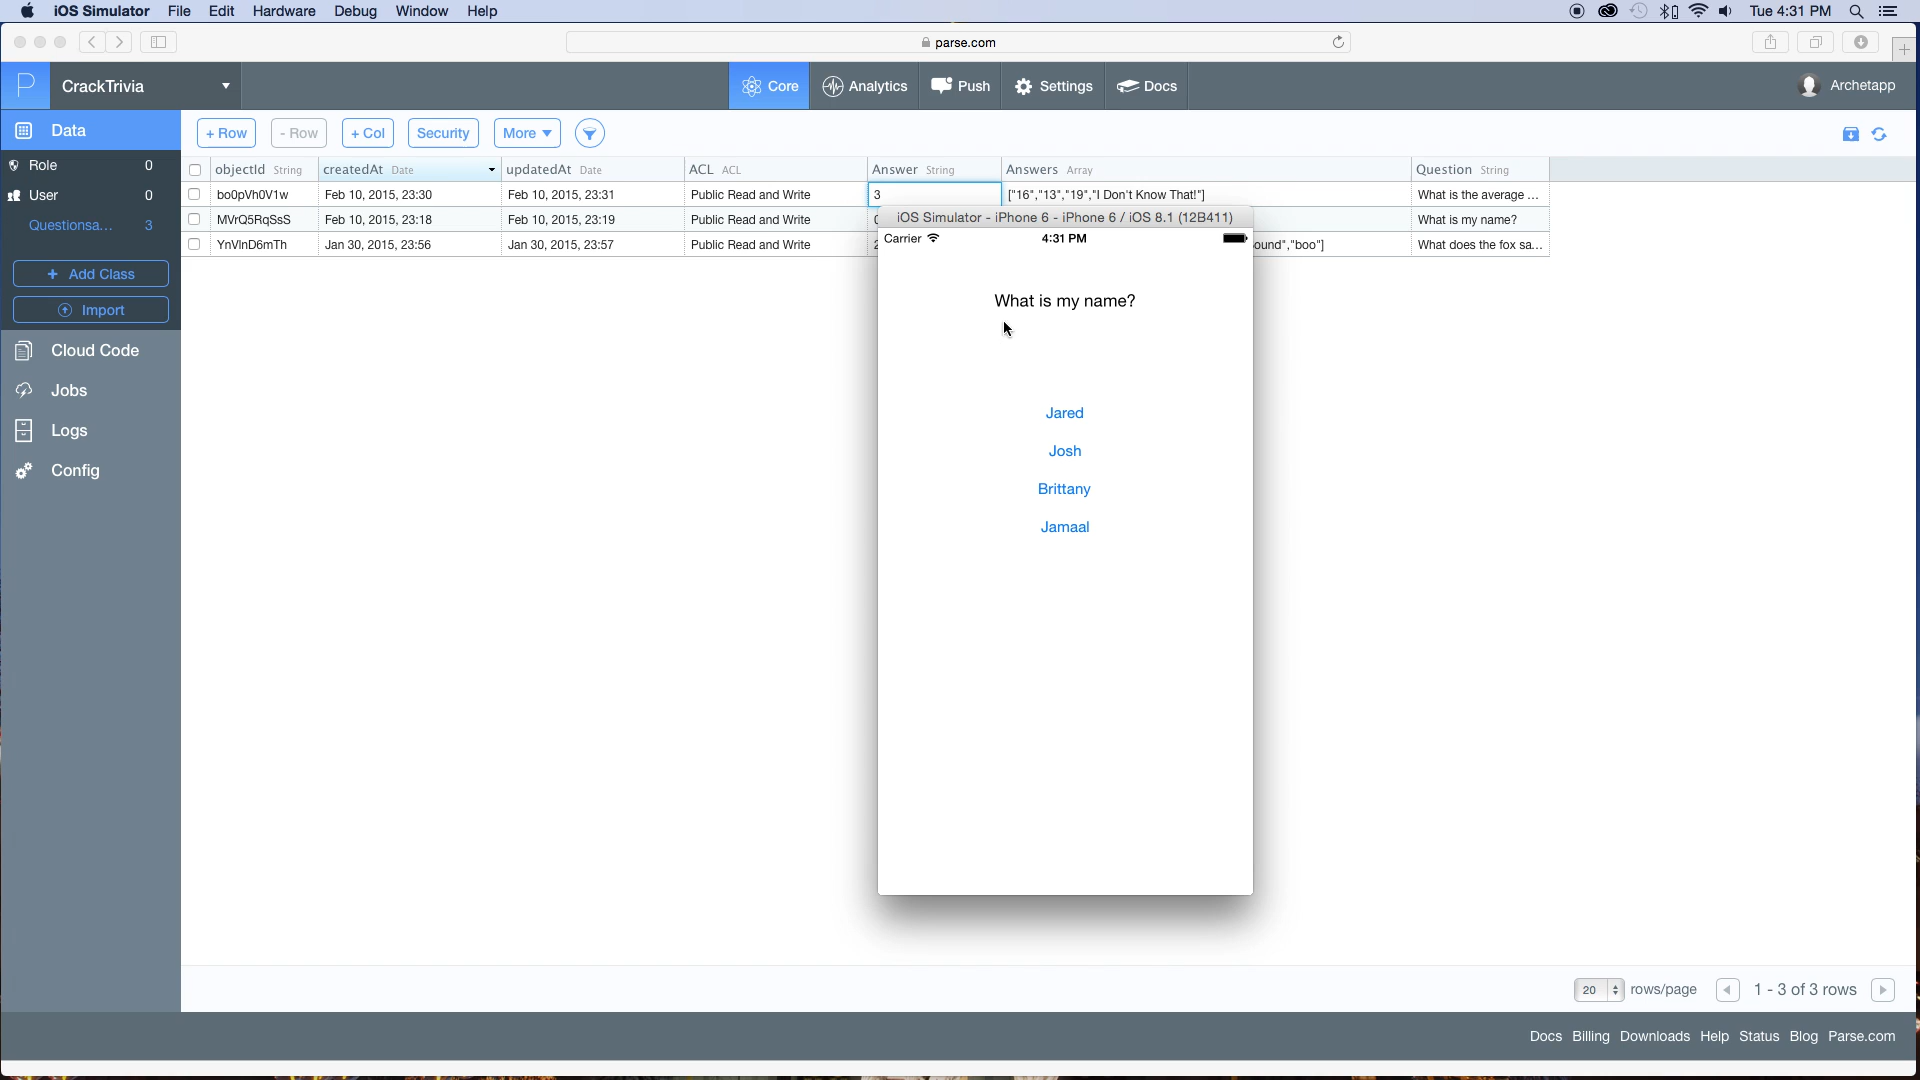 iOS Simulator File Edit Hardware Debug Window Help Tue 4:31 PM
parse.com
P CrackTrivia Core Analytics Push Settings Docs Archetapp
Data + Row - Row + Col Security More
Role 0
User 0
Questionsa... 3
+ Add Class
Import
Cloud Code
Jobs
Logs
Config
objectId String createdAt Date updatedAt Date ACL ACL Answer String Answers Array Question String
bo0pVh0V1w Feb 10, 2015, 23:30 Feb 10, 2015, 23:31 Public Read and Write 3 ["16","13","19","I Don't Know That!"] What is the average ...
MVrQ5RqSsS Feb 10, 2015, 23:18 Feb 10, 2015, 23:19 Public Read and Write What is my name?
YnVlnD6mTh Jan 30, 2015, 23:56 Jan 30, 2015, 23:57 Public Read and Write ound","boo"] What does the fox sa...
iOS Simulator - iPhone 6 - iPhone 6 / iOS 8.1 (12B411)
Carrier 4:31 PM
What is my name?
Jared
Josh
Brittany
Jamaal
20 rows/page 1 - 3 of 3 rows
Docs Billing Downloads Help Status Blog Parse.com